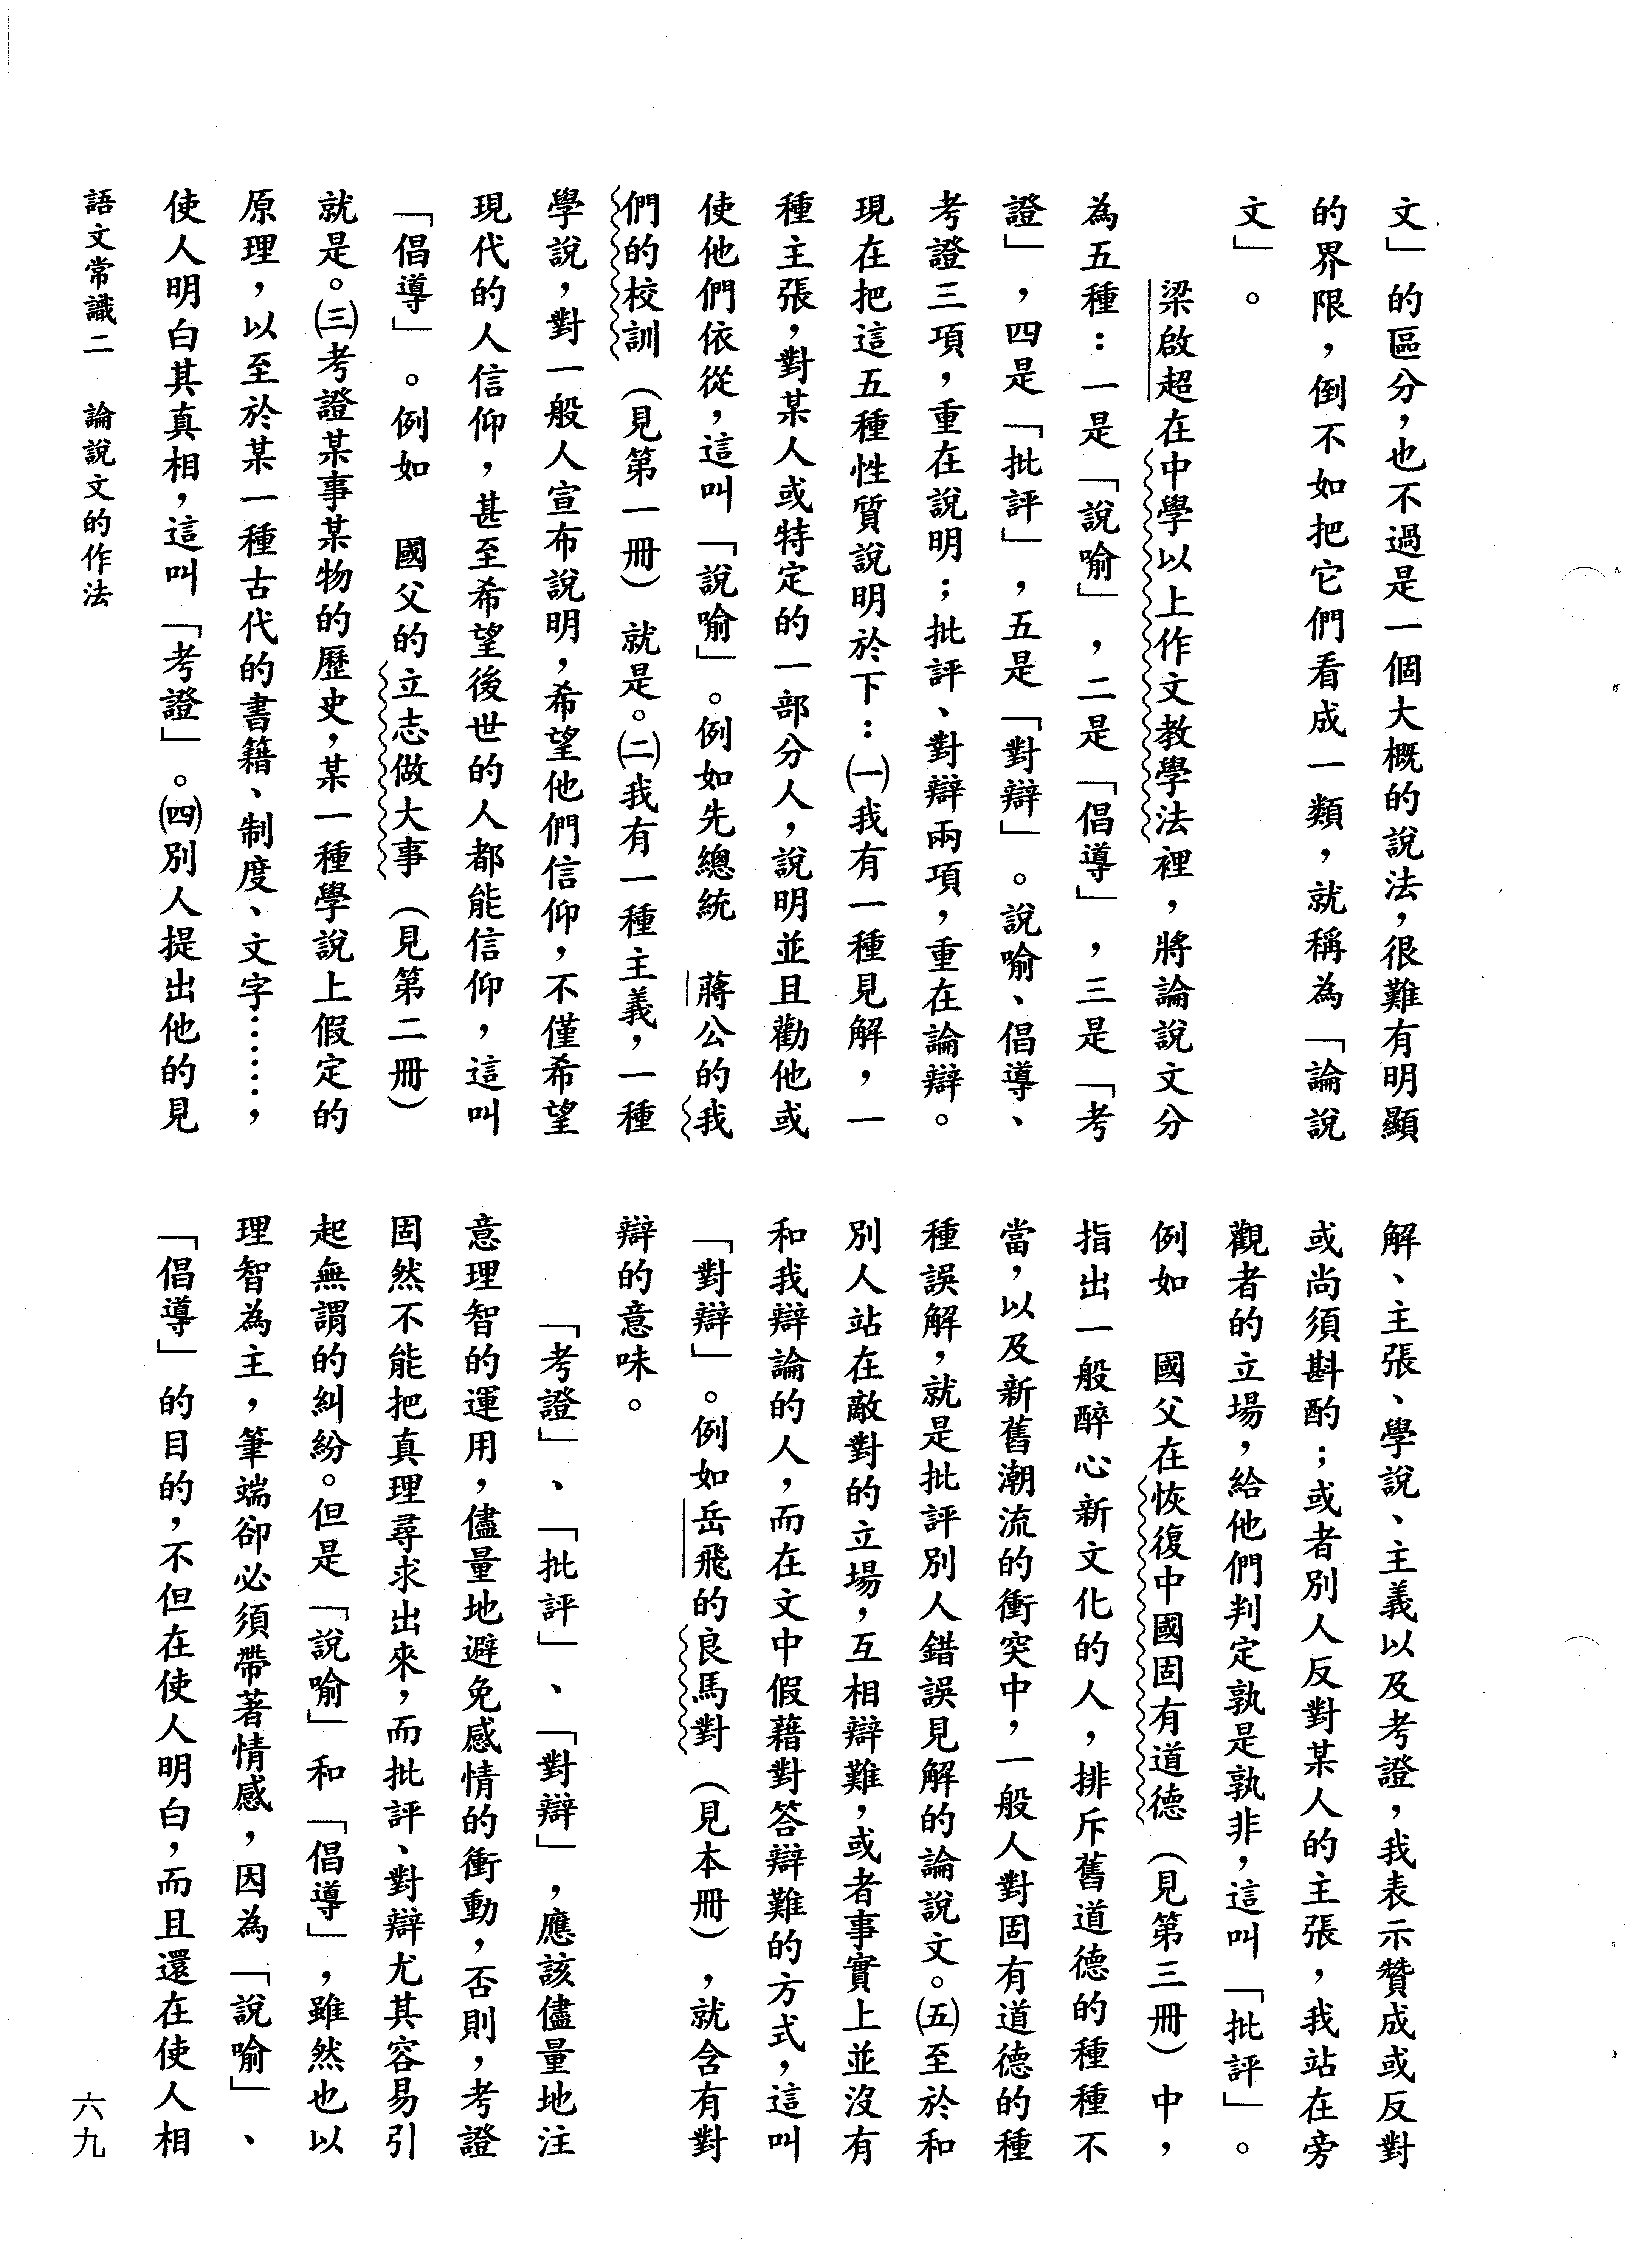 文」的區分，也不過是一個大概的說法，很難有明顯
的界限，倒不如把它們看成一類，就稱為「論說
文」。
梁啟超在中學以上作文教學法裡，將論說文分
為五種：一是「說喻」，二是「倡導」，三是「考
證」，四是「批評」，五是「對辯」。說喻、倡導、
考證三項，重在說明；批評、對辯兩項，重在論辯。
現在把這五種性質說明於下：㈠我有一種見解，一
種主張，對某人或特定的一部分人，說明並且勸他或
使他們依從，這叫「說喻」。例如先總統　蔣公的我
們的校訓（見第一冊）就是。㈡我有一種主義，一種
學說，對一般人宣布說明，希望他們信仰，不僅希望
現代的人信仰，甚至希望後世的人都能信仰，這叫
「倡導」。例如　國父的立志做大事（見第二冊）
就是。㈢考證某事某物的歷史，某一種學說上假定的
原理，以至於某一種古代的書籍、制度、文字……，
使人明白其真相，這叫「考證」。㈣別人提出他的見
解、主張、學說、主義以及考證，我表示贊成或反對
或尚須斟酌；或者別人反對某人的主張，我站在旁
觀者的立場，給他們判定孰是孰非，這叫「批評」。
例如　國父在恢復中國固有道德（見第三冊）中，
指出一般醉心新文化的人，排斥舊道德的種種不
當，以及新舊潮流的衝突中，一般人對固有道德的種
種誤解，就是批評別人錯誤見解的論說文。㈤至於和
別人站在敵對的立場，互相辯難，或者事實上並沒有
和我辯論的人，而在文中假藉對答辯難的方式，這叫
「對辯」。例如岳飛的良馬對（見本冊），就含有對
辯的意味。
「考證」、「批評」、「對辯」，應該儘量地注
意理智的運用，儘量地避免感情的衝動，否則，考證
固然不能把真理尋求出來，而批評、對辯尤其容易引
起無謂的糾紛。但是「說喻」和「倡導」，雖然也以
理智為主，筆端卻必須帶著情感，因為「說喻」、
「倡導」的目的，不但在使人明白，而且還在使人相
語文常識二　論說文的作法
六九